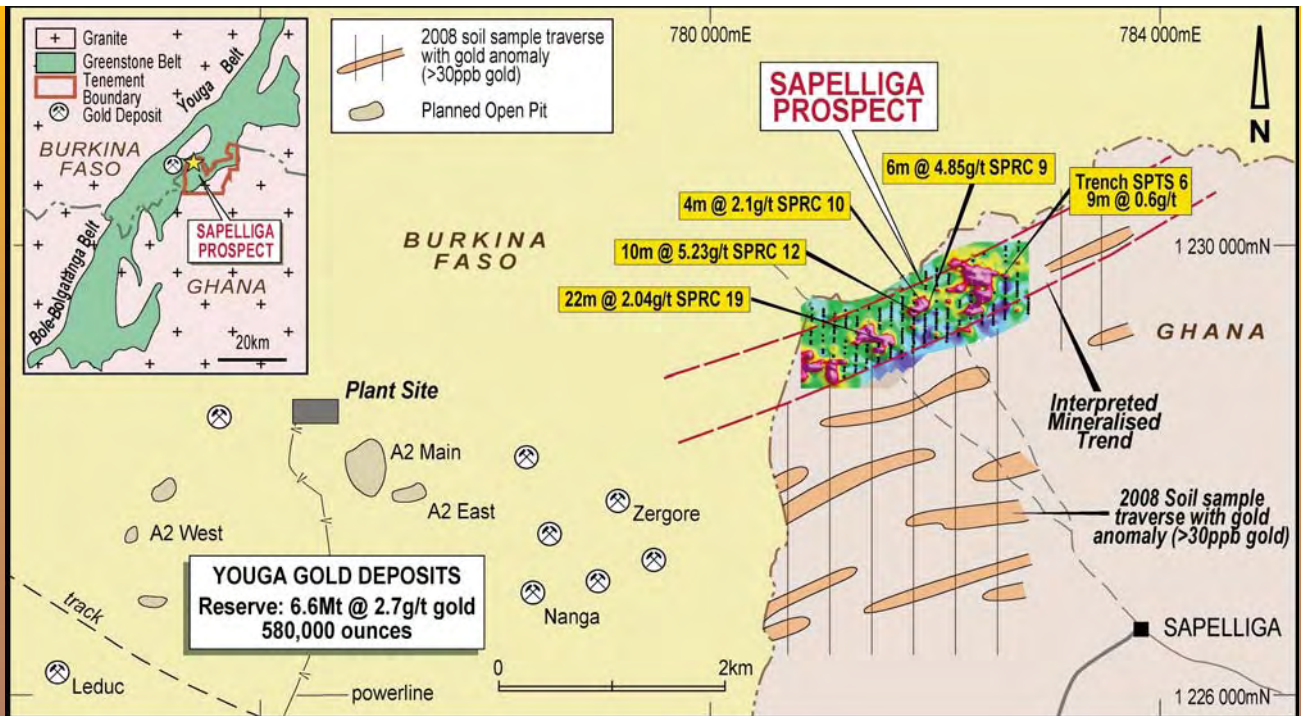 Granite
Greenstone Belt
Tenement
Boundary
Gold Deposit
Youga Belt
BURKINA
FASO
SAPELLIGA
PROSPECT
GHANA
Bole-Bolgatanga Belt
20km
2008 soil sample traverse
with gold anomaly
(>30ppb gold)
Planned Open Pit
780 000mE
784 000mE
N
SAPELLIGA
PROSPECT
6m @ 4.85g/t SPRC 9
Trench SPTS 6
9m @ 0.6g/t
4m @ 2.1g/t SPRC 10
10m @ 5.23g/t SPRC 12
22m @ 2.04g/t SPRC 19
BURKINA
FASO
1 230 000mN
GHANA
Interpreted
Mineralised
Trend
Plant Site
A2 Main
A2 East
A2 West
Zergore
Nanga
2008 Soil sample
traverse with gold
anomaly (>30ppb gold)
YOUGA GOLD DEPOSITS
Reserve: 6.6Mt @ 2.7g/t gold
580,000 ounces
track
Leduc
powerline
0
2km
SAPELLIGA
1 226 000mN